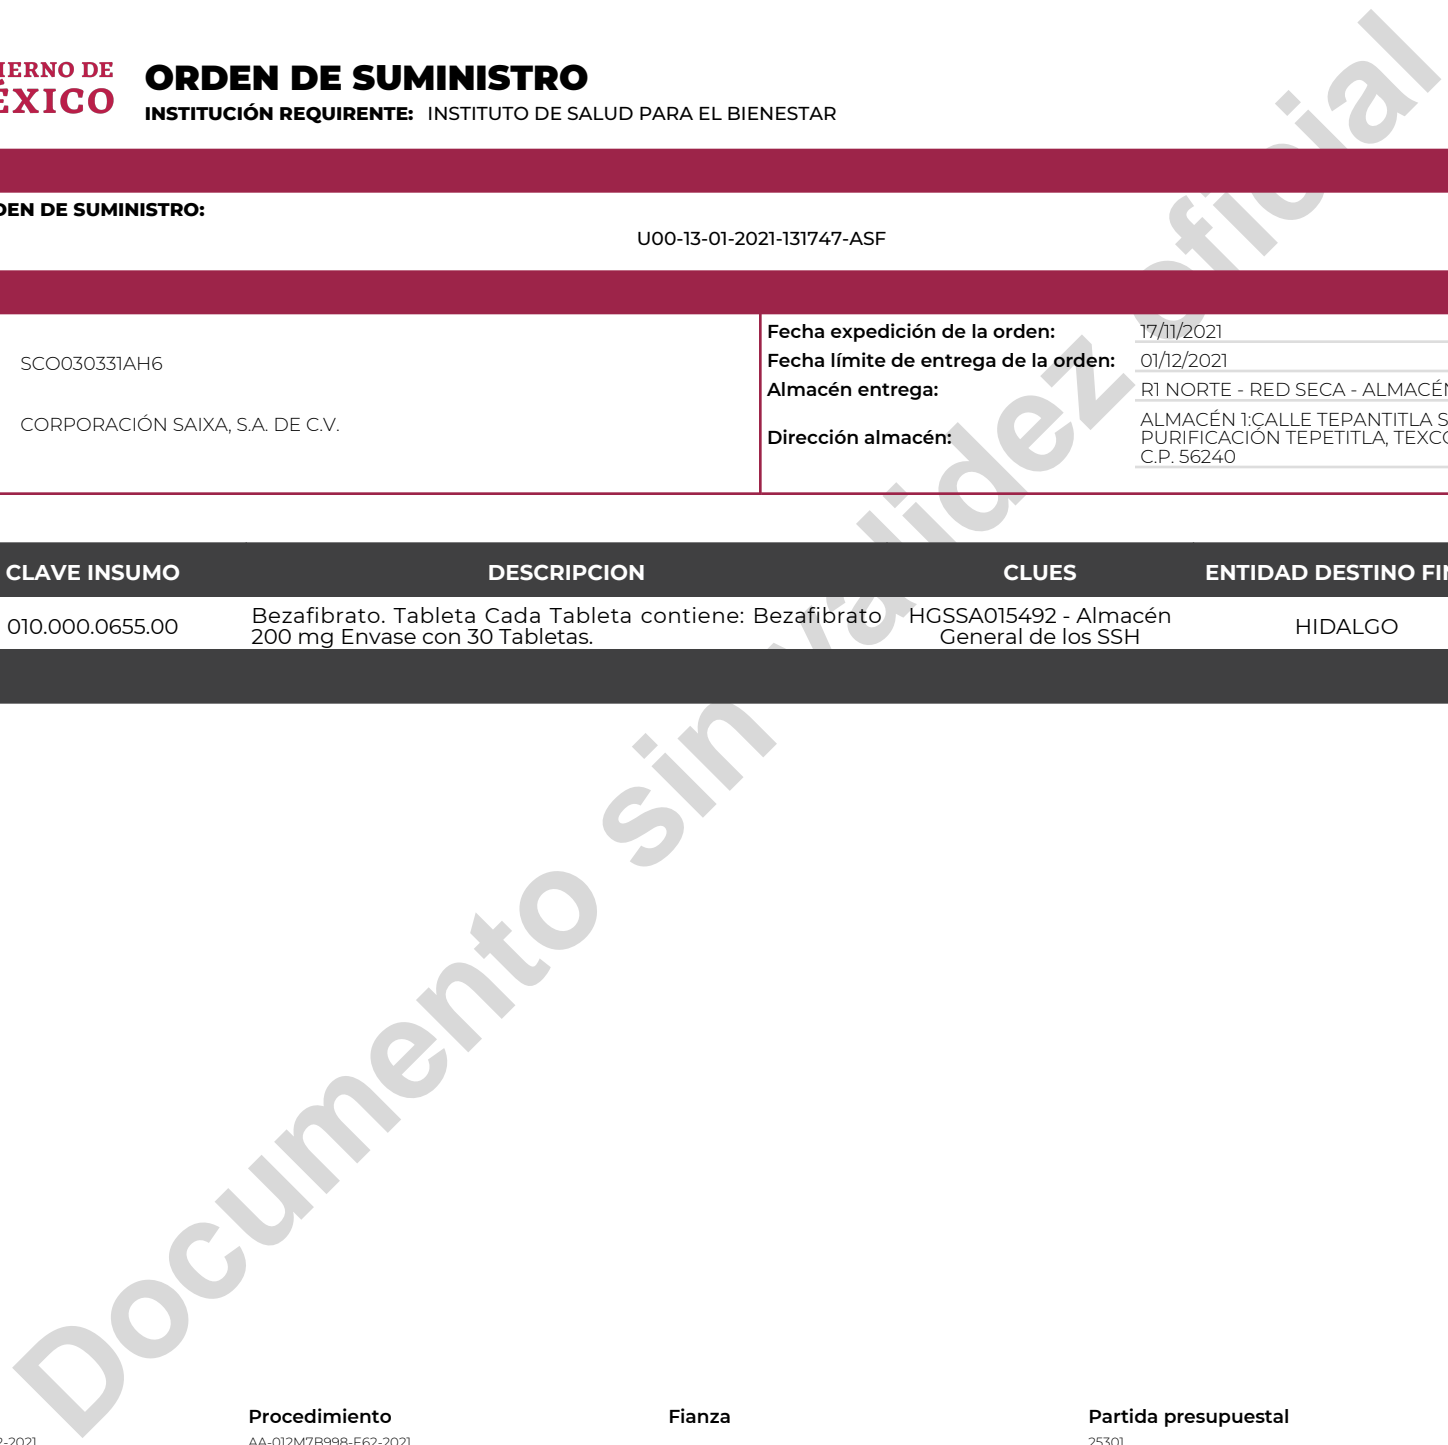 ORDEN DE SUMINISTRO
INSTITUCIÓN REQUIRENTE: INSTITUTO DE SALUD PARA EL BIENESTAR
DE
ÉXICO
DE SUMINISTRO:
U00-13-01-2021-131747-ASF
SCO030331AH6
CORPORACIÓN SAIXA, S.A. DE C.V.
Fecha expedición de la orden: 17/11/2021
Fecha límite de entrega de la orden: 01/12/2021
Almacén entrega: R1 NORTE - RED SECA - ALMACÉN
Dirección almacén:
ALMACÉN 1:CALLE TEPANTITLA S
PURIFICACIÓN TEPETITLA,
C.P. 56240
CLAVE INSUMO DESCRIPCION CLUES ENTIDAD DESTINO
010.000.0655.00
Bezafibrato. Tableta Cada Tableta contiene: Bezafibrato
200 mg Envase con 30 Tabletas.
HGSSA015492 - Almacén
General de los SSH
HIDALGO
Documento sin validez oficial
Procedimiento Fianza Partida presupuestal
-2021 AA-012M7B998-E62-2021 25301